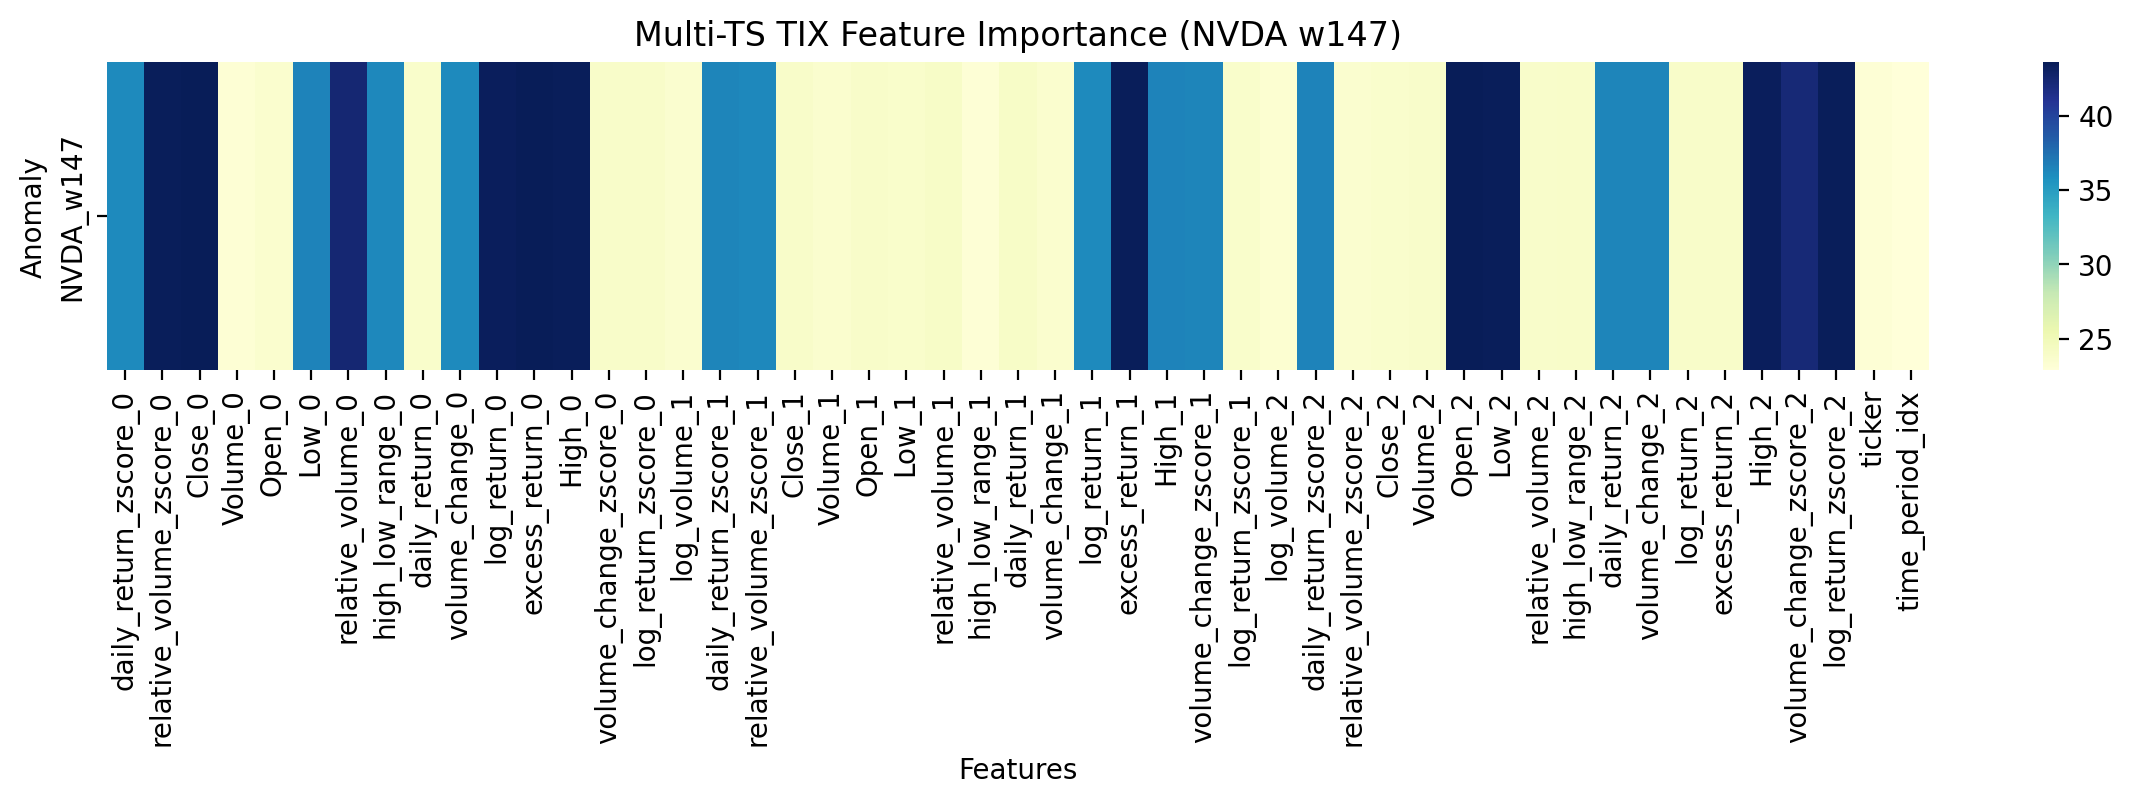 Multi-TS TIX Feature Importance (NVDA w147)
Anomaly
NVDA_w147
40
35
30
25
daily_return_zscore_0
relative_volume_zscore_0
Close_0
Volume_0
Open_0
Low_0
relative_volume_0
high_low_range_0
daily_return_0
volume_change_0
log_return_0
excess_return_0
High_0
volume_change_zscore_0
log_return_zscore_0
log_volume_1
daily_return_zscore_1
relative_volume_zscore_1
Close_1
Volume_1
Open_1
Low_1
relative_volume_1
high_low_range_1
daily_return_1
volume_change_1
log_return_1
excess_return_1
High_1
volume_change_zscore_1
log_return_zscore_1
log_volume_2
daily_return_zscore_2
relative_volume_zscore_2
Close_2
Volume_2
Open_2
Low_2
relative_volume_2
high_low_range_2
daily_return_2
volume_change_2
log_return_2
excess_return_2
High_2
volume_change_zscore_2
log_return_zscore_2
ticker
time_period_idx
Features